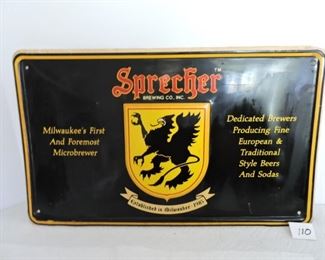 Sprecher
TM
BREWING CO., INC.
Milwaukee's First
And Foremost
Microbrewer
Dedicated Brewers
Producing Fine
European &
Traditional
Style Beers
And Sodas
Established in Milwaukee · 1985
110